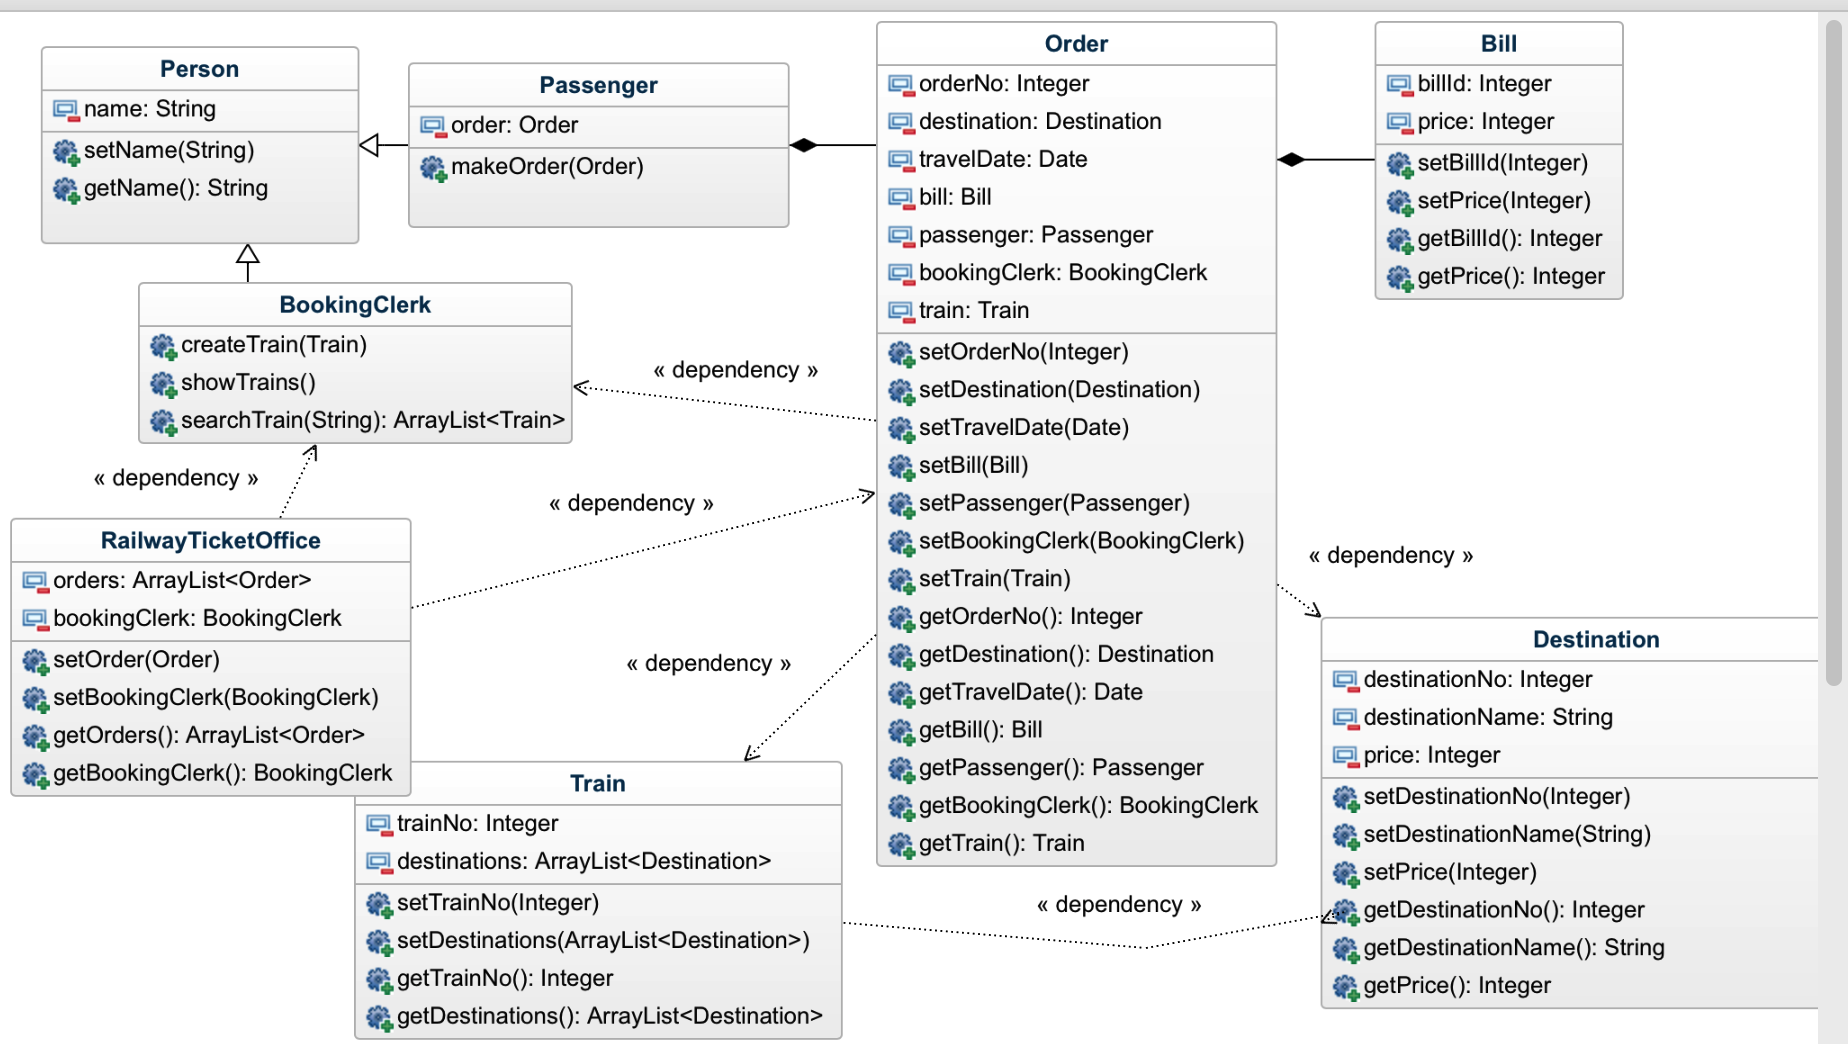 Person
name: String
setName(String)
getName(): String
Passenger
order: Order
makeOrder(Order)
Order
orderNo: Integer
destination: Destination
travelDate: Date
bill: Bill
passenger: Passenger
bookingClerk: BookingClerk
train: Train
setOrderNo(Integer)
setDestination(Destination)
setTravelDate(Date)
setBill(Bill)
setPassenger(Passenger)
setBookingClerk(BookingClerk)
setTrain(Train)
getOrderNo(): Integer
getDestination(): Destination
getTravelDate(): Date
getBill(): Bill
getPassenger(): Passenger
getBookingClerk(): BookingClerk
getTrain(): Train
Bill
billId: Integer
price: Integer
setBillId(Integer)
setPrice(Integer)
getBillId(): Integer
getPrice(): Integer
BookingClerk
createTrain(Train)
showTrains()
searchTrain(String): ArrayList<Train>
« dependency »
« dependency »
« dependency »
« dependency »
« dependency »
« dependency »
RailwayTicketOffice
orders: ArrayList<Order>
bookingClerk: BookingClerk
setOrder(Order)
setBookingClerk(BookingClerk)
getOrders(): ArrayList<Order>
getBookingClerk(): BookingClerk
Train
trainNo: Integer
destinations: ArrayList<Destination>
setTrainNo(Integer)
setDestinations(ArrayList<Destination>)
getTrainNo(): Integer
getDestinations(): ArrayList<Destination>
Destination
destinationNo: Integer
destinationName: String
price: Integer
setDestinationNo(Integer)
setDestinationName(String)
setPrice(Integer)
getDestinationNo(): Integer
getDestinationName(): String
getPrice(): Integer